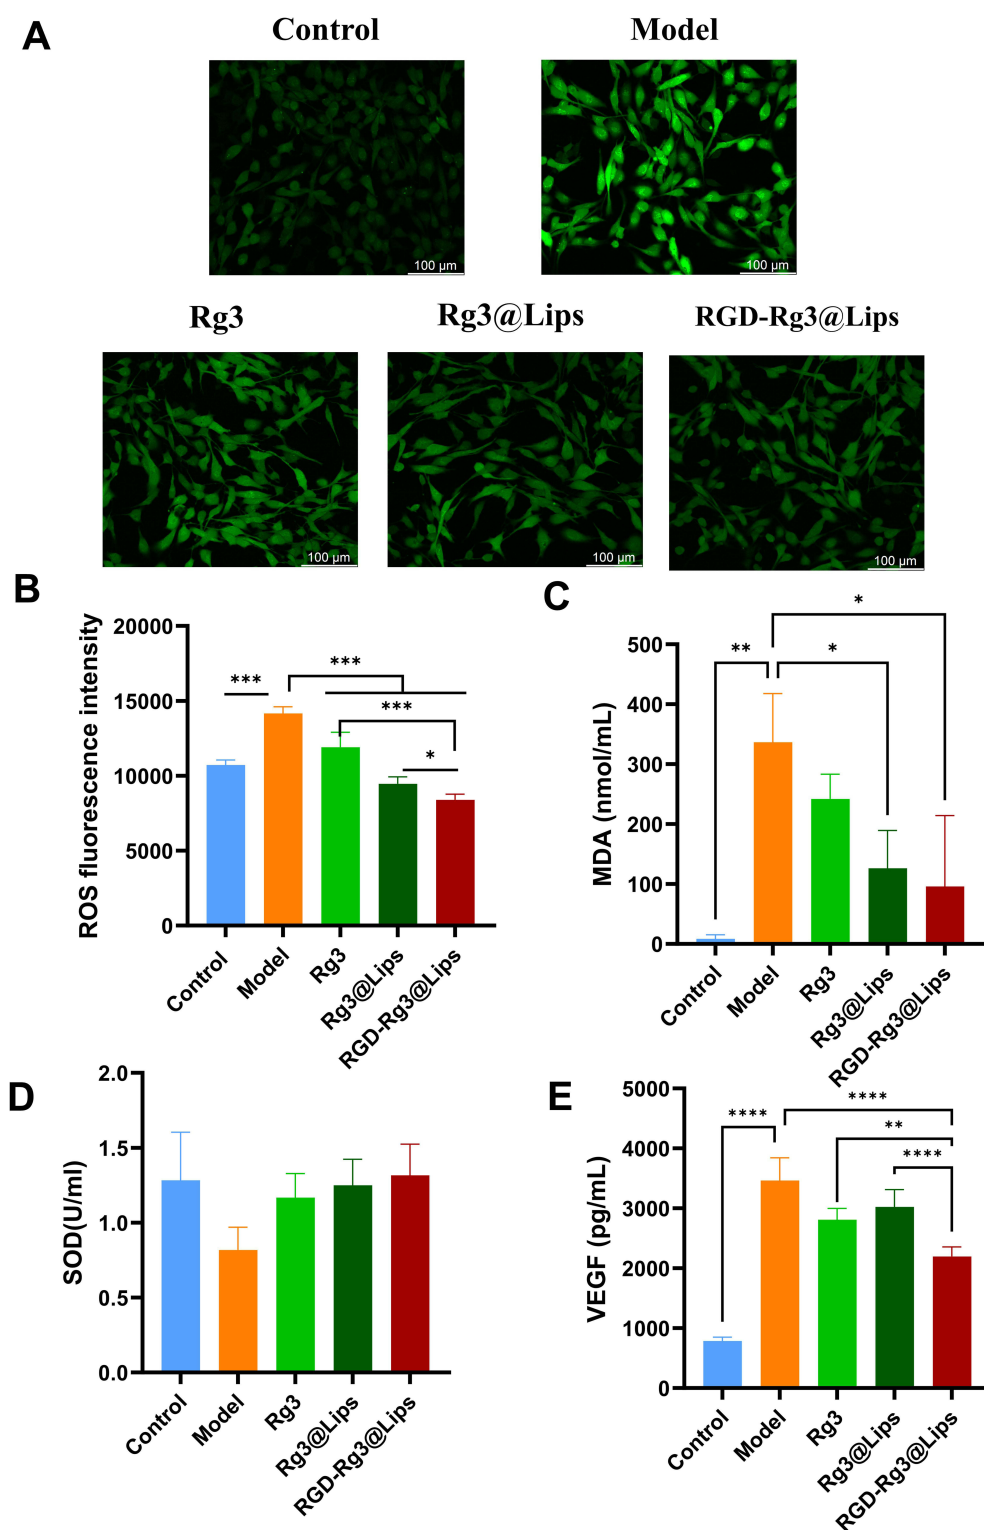 A
Control
Model
100 µm
100 µm
Rg3
Rg3@Lips
RGD-Rg3@Lips
100 µm
100 µm
100 µm
B
ROS fluorescence intensity
20000
15000
10000
5000
0
***
***
***
*
Control
Model
Rg3
Rg3@Lips
RGD-Rg3@Lips
C
MDA (nmol/mL)
500
400
300
200
100
0
**
*
*
Control
Model
Rg3
Rg3@Lips
RGD-Rg3@Lips
D
SOD(U/ml)
2.0
1.5
1.0
0.5
0.0
Control
Model
Rg3
Rg3@Lips
RGD-Rg3@Lips
E
VEGF (pg/mL)
5000
4000
3000
2000
1000
0
****
****
**
****
Control
Model
Rg3
Rg3@Lips
RGD-Rg3@Lips